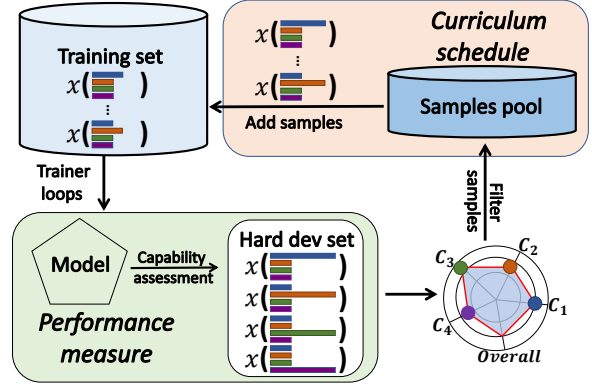 Training set
x(
⋮
x(
)
)
x(
)
⋮
x(
)
Curriculum
schedule
Samples pool
Add samples
Trainer
loops
Filter
samples
Model
Capability
assessment
Performance
measure
Hard dev set
x( )
x( )
x( )
x( )
C₃
C₂
C₁
C₄
Overall